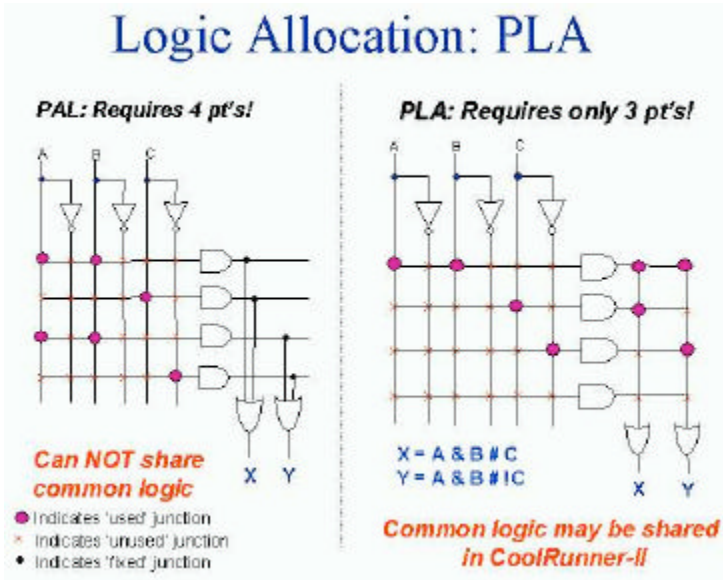 Logic Allocation: PLA
PAL: Requires 4 pt's!
A B C
X Y
Can NOT share
common logic
Indicates 'used' junction
Indicates 'unused' junction
Indicates 'fixed' junction
PLA: Requires only 3 pt's!
A B C
X = A & B # C
Y = A & B # !C
X Y
Common logic may be shared
in CoolRunner-II